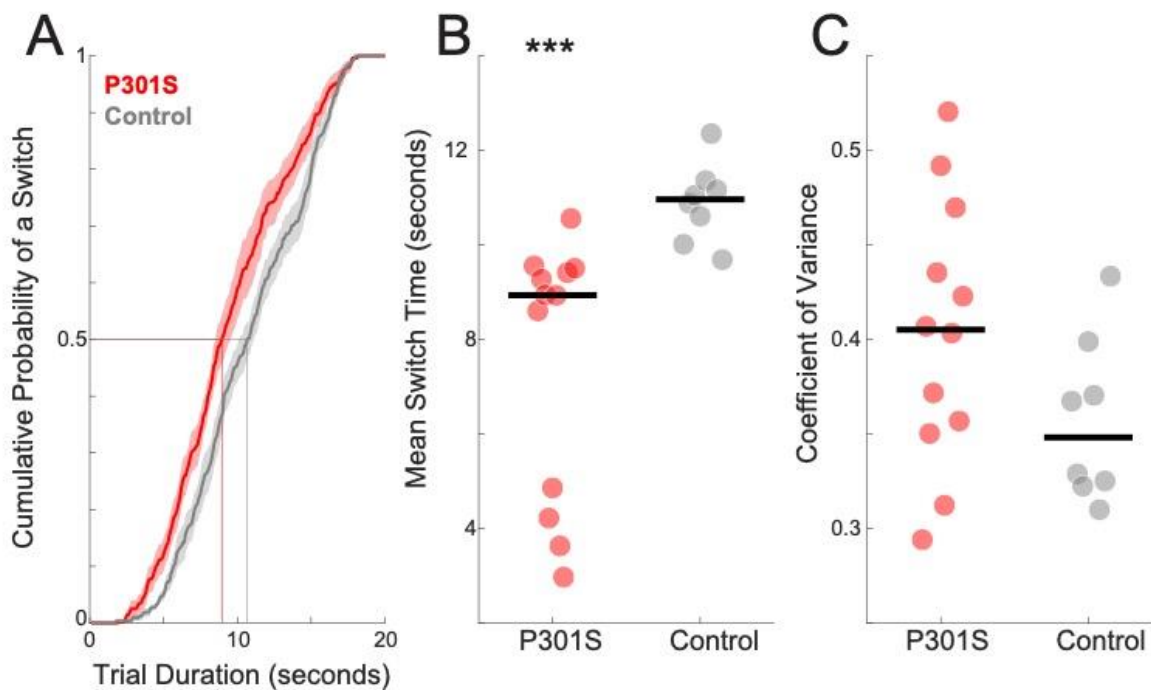 A
1
P301S
Control
0.5
0
0
10
20
Cumulative Probability of a Switch
Trial Duration (seconds)
B
***
12
8
4
Mean Switch Time (seconds)
P301S
Control
C
0.5
0.4
0.3
Coefficient of Variance
P301S
Control